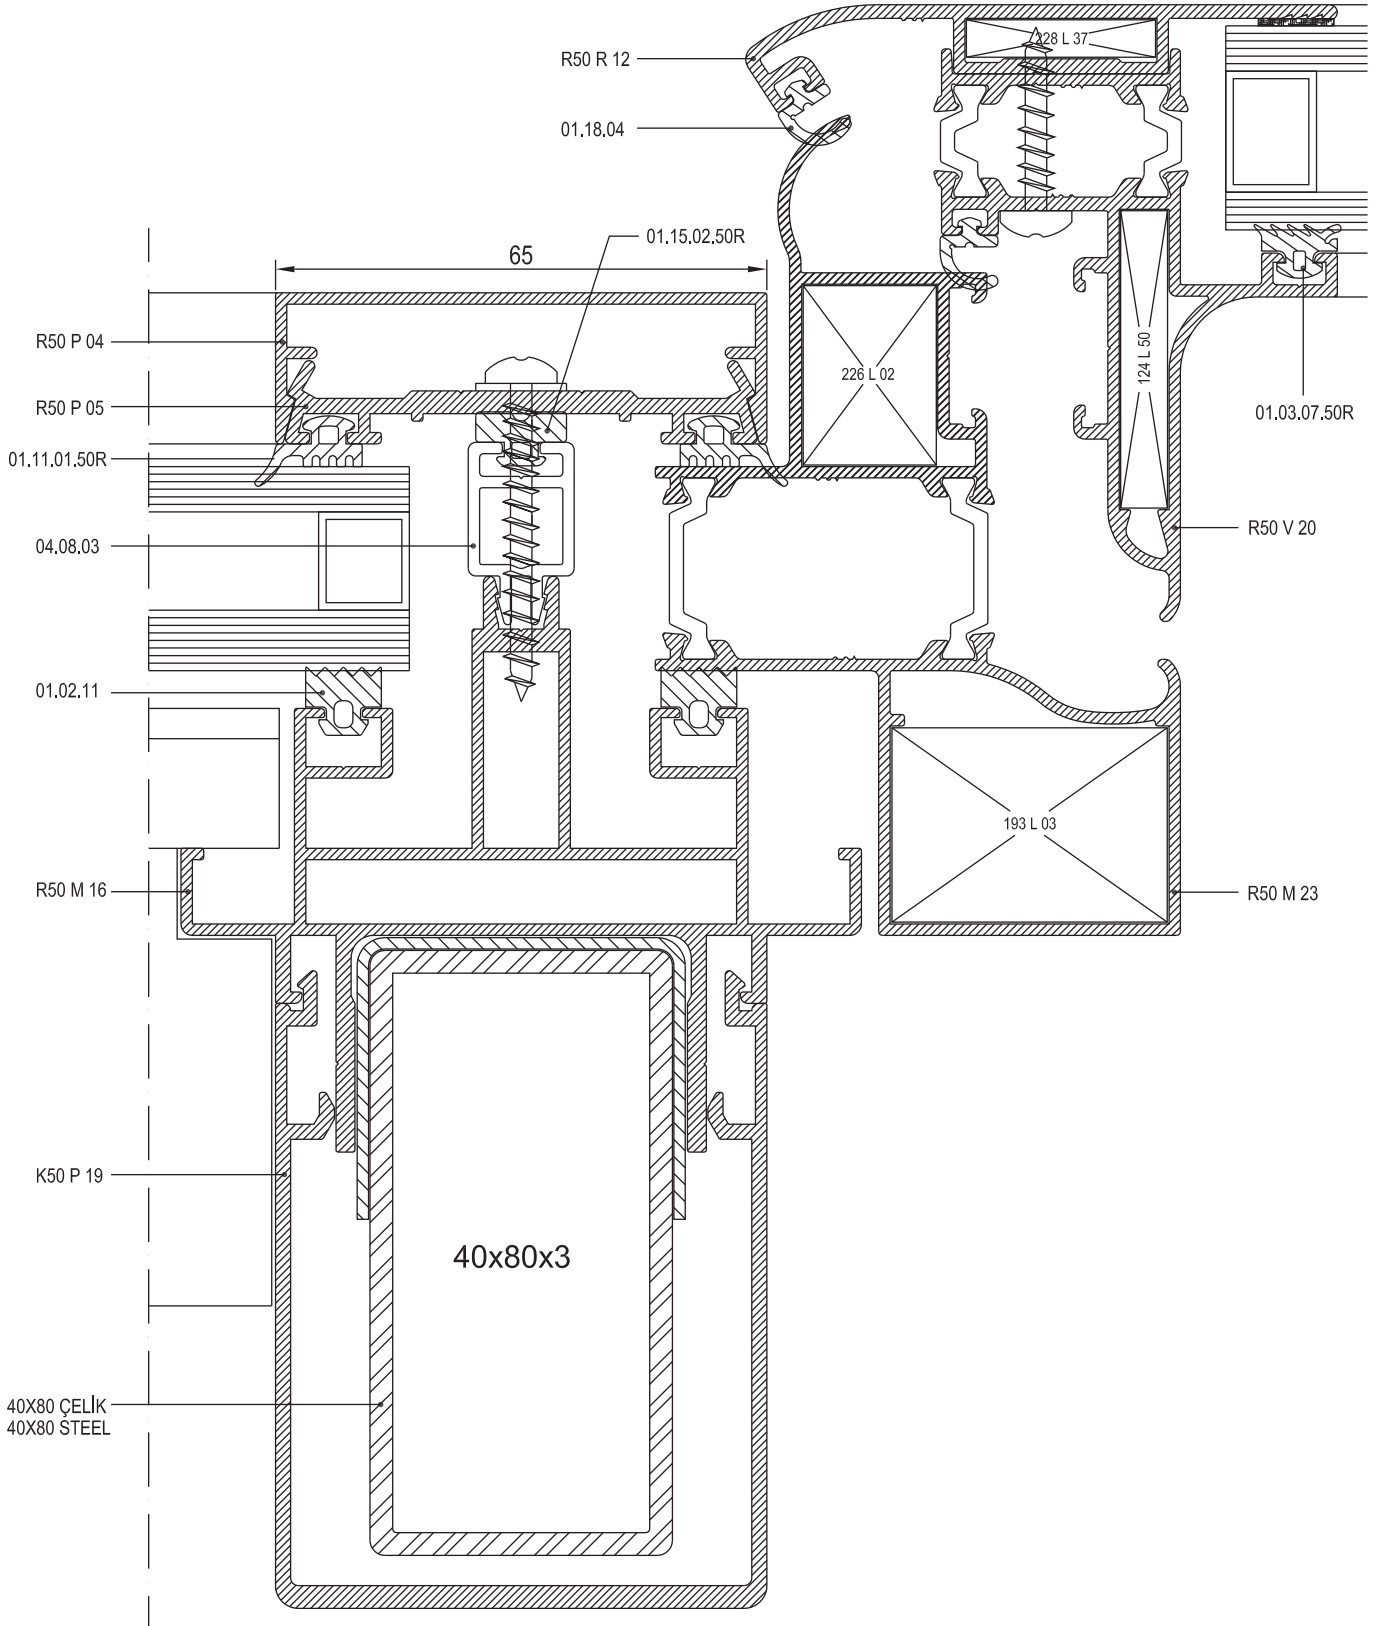 228 L 37
R50 R 12
01.18.04
01.15.02.50R
65
R50 P 04
124 L 50
226 L 02
R50 P 05
01.03.07.50R
01.11.01.50R
R50 V 20
04.08.03
01.02.11
193 L 03
R50 M 16
R50 M 23
K50 P 19
40x80x3
40X80 ÇELİK
40X80 STEEL